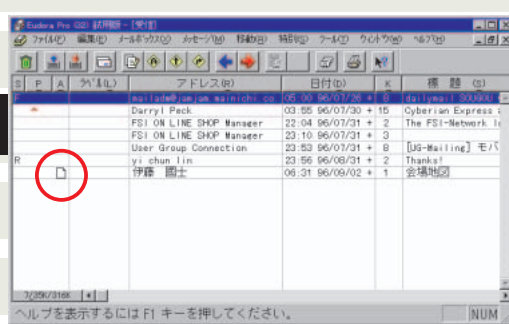 Eudora Pro (32) 試用版 - [受信]
ファイル(F) 編集(E) メールボックス(X) メッセージ(M) 移動(R) 特別(S) ツール(T) ウィンドウ(W) ヘルプ(H)
S P A ラベル(L) アドレス(R) 日付(D) K 標 題 (S)
mailadm@jamjam.mainichi.co 05:00 96/07/26 + 8 dailymail
Darryl Peck 03:55 96/07/30 + 15 Cyberian Express
FSI ON LINE SHOP Manager 22:04 96/07/31 + 2 The FSI-Network
FSI ON LINE SHOP Manager 23:10 96/07/31 + 3
User Group Connection 23:53 96/07/31 + 8 [UG-Mailing] モバ
R yi chun lin 23:56 96/08/31 + 2 Thanks!
伊藤 國士 06:31 96/09/02 + 1 会場地図
7/35K/316K
ヘルプを表示するには F1 キーを押してください。 NUM